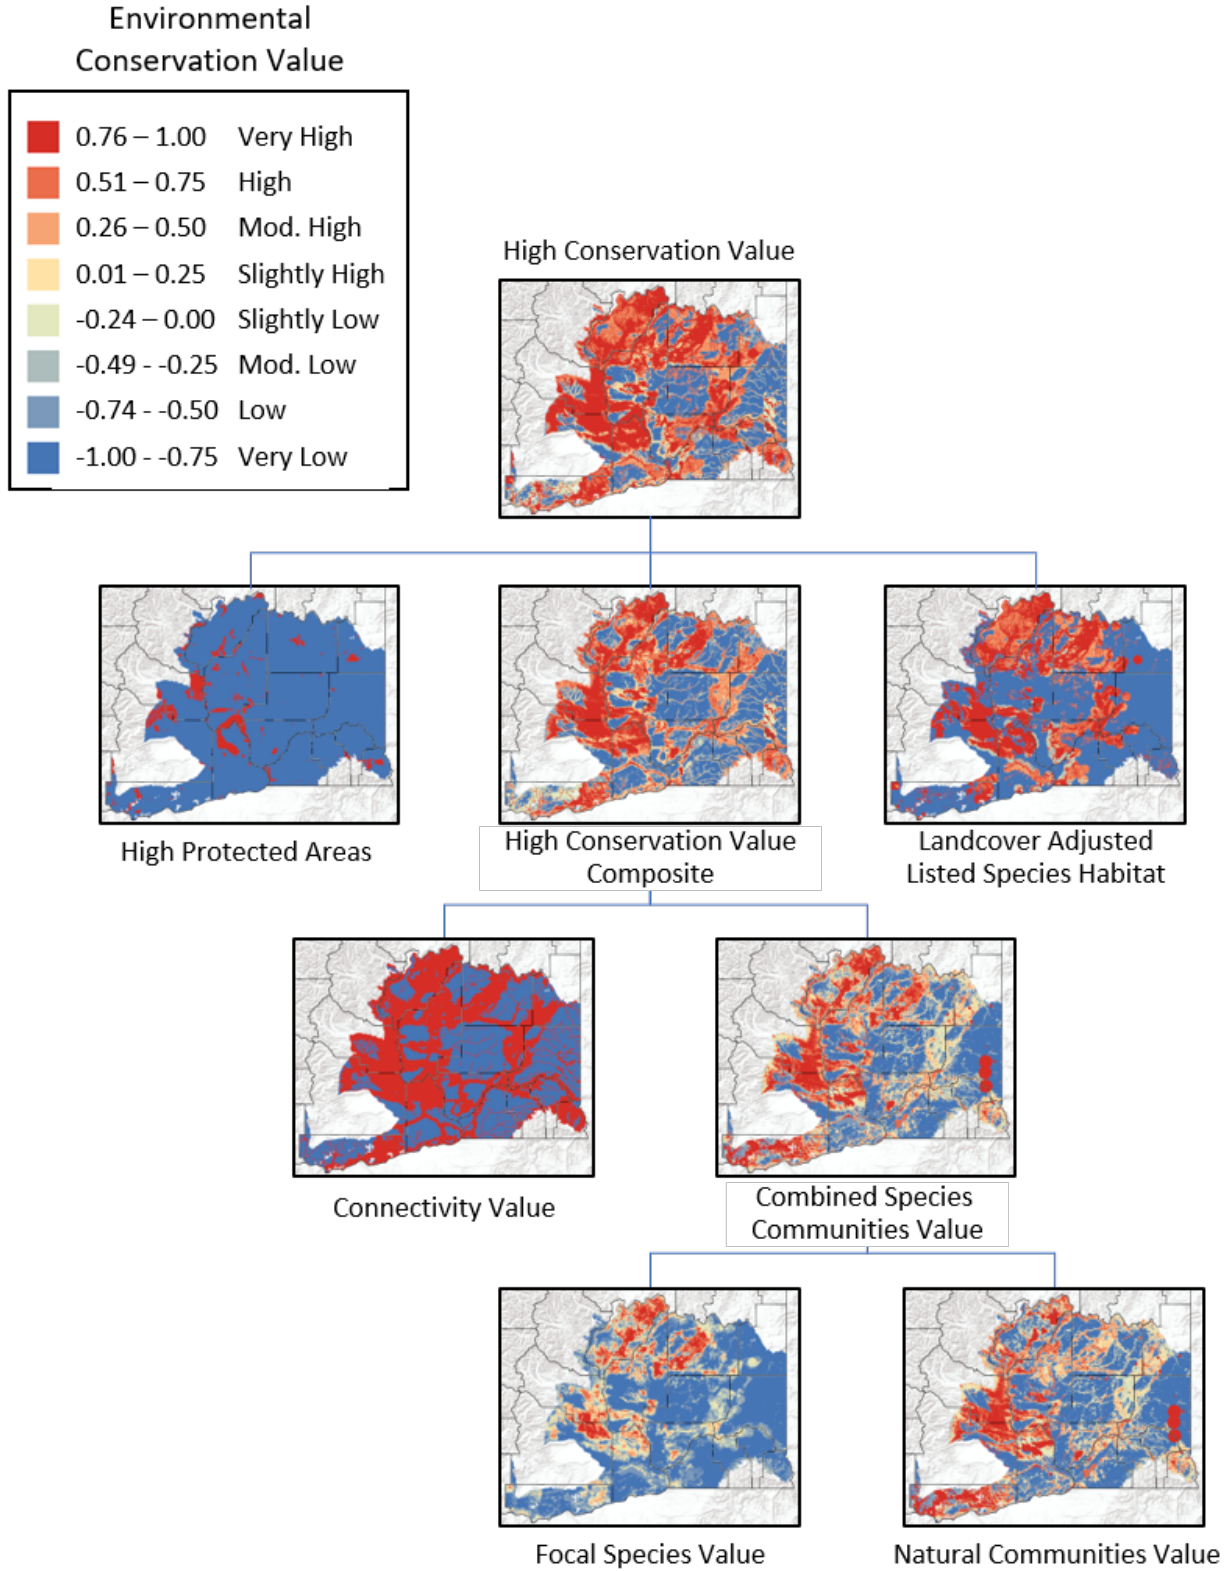 Environmental
Conservation Value
0.76 – 1.00 Very High
0.51 – 0.75 High
0.26 – 0.50 Mod. High
0.01 – 0.25 Slightly High
-0.24 – 0.00 Slightly Low
-0.49 - -0.25 Mod. Low
-0.74 - -0.50 Low
-1.00 - -0.75 Very Low
High Conservation Value
High Protected Areas
High Conservation Value
Composite
Landcover Adjusted
Listed Species Habitat
Connectivity Value
Combined Species
Communities Value
Focal Species Value
Natural Communities Value